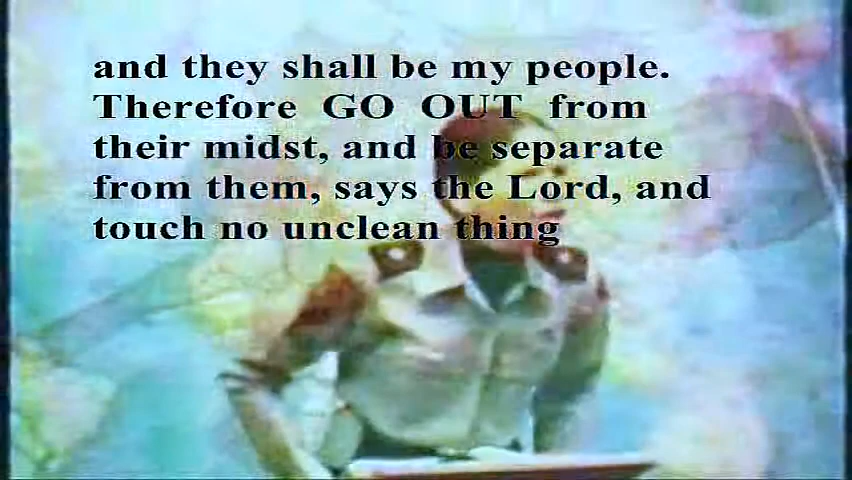 and they shall be my people.
Therefore GO OUT from
their midst, and be separate
from them, says the Lord, and
touch no unclean thing